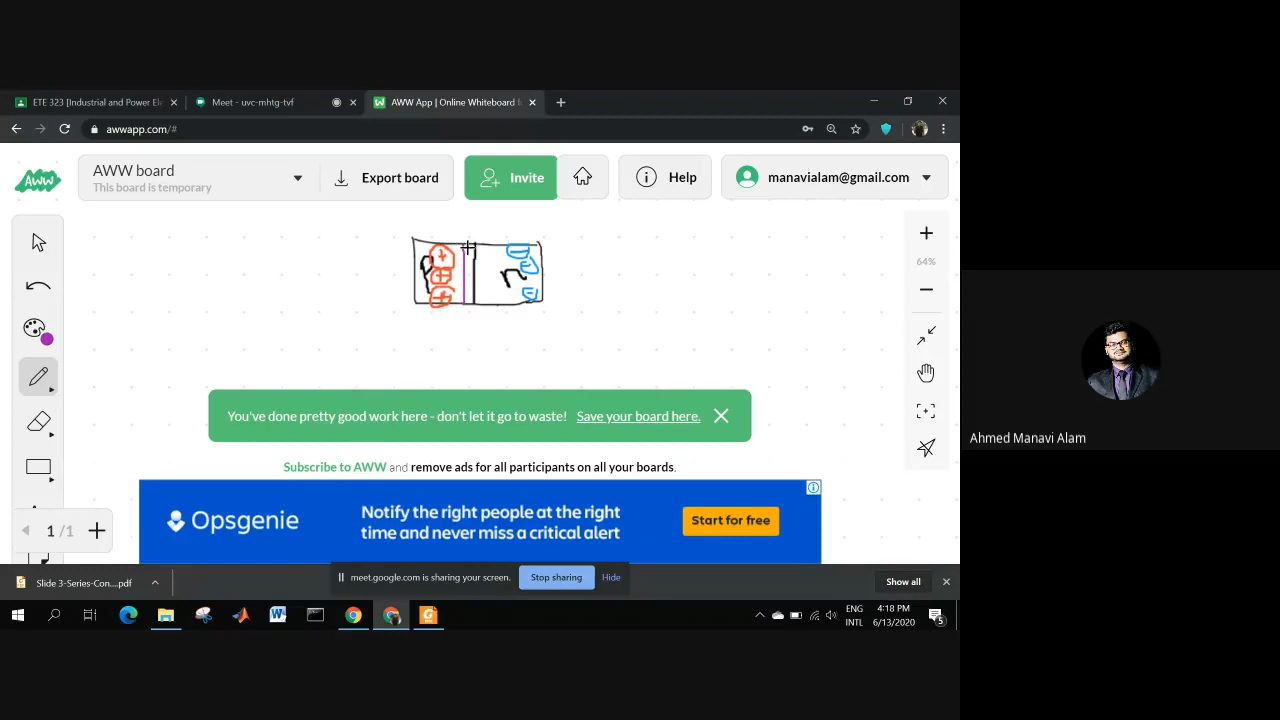 ETE 323 [Industrial and Power El
Meet - uvc-mhtg-tvf
AWW App | Online Whiteboard f
awwapp.com/#
AWW
AWW board
This board is temporary
Export board
Invite
Help
manavialam@gmail.com
p
n
64%
You've done pretty good work here - don't let it go to waste! Save your board here.
Ahmed Manavi Alam
Subscribe to AWW and remove ads for all participants on all your boards.
Opsgenie
Notify the right people at the right
time and never miss a critical alert
Start for free
1 /1
Slide 3-Series-Con....pdf
meet.google.com is sharing your screen.
Stop sharing
Hide
Show all
ENG
INTL
4:18 PM
6/13/2020
5